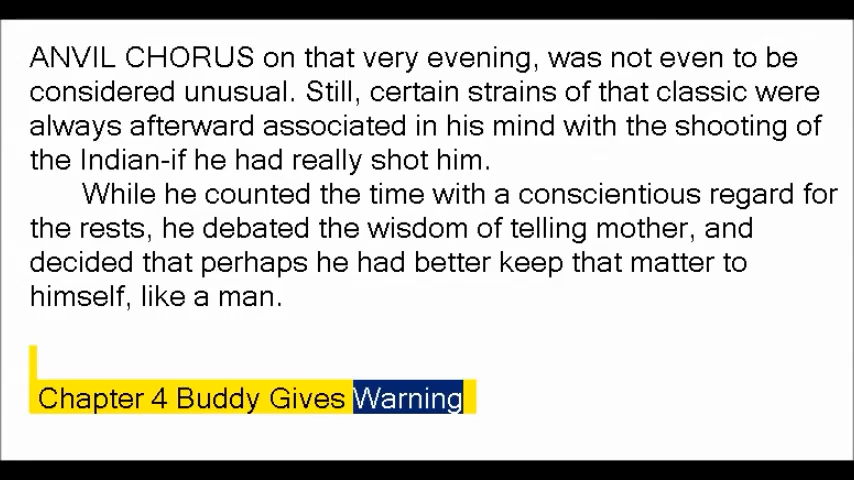 ANVIL CHORUS on that very evening, was not even to be
considered unusual. Still, certain strains of that classic were
always afterward associated in his mind with the shooting of
the Indian-if he had really shot him.
While he counted the time with a conscientious regard for
the rests, he debated the wisdom of telling mother, and
decided that perhaps he had better keep that matter to
himself, like a man.
Chapter 4 Buddy Gives Warning